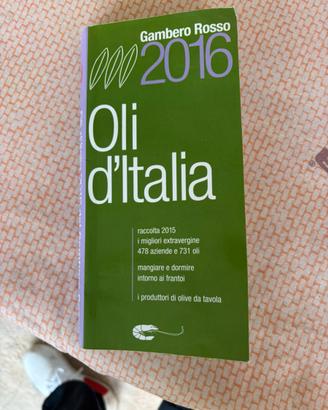 Gambero Rosso
2016
Oli
d'Italia
raccolta 2015
i migliori extravergine
478 aziende e 731 oli
mangiare e dormire
intorno ai frantoi
i produttori di olive da tavola